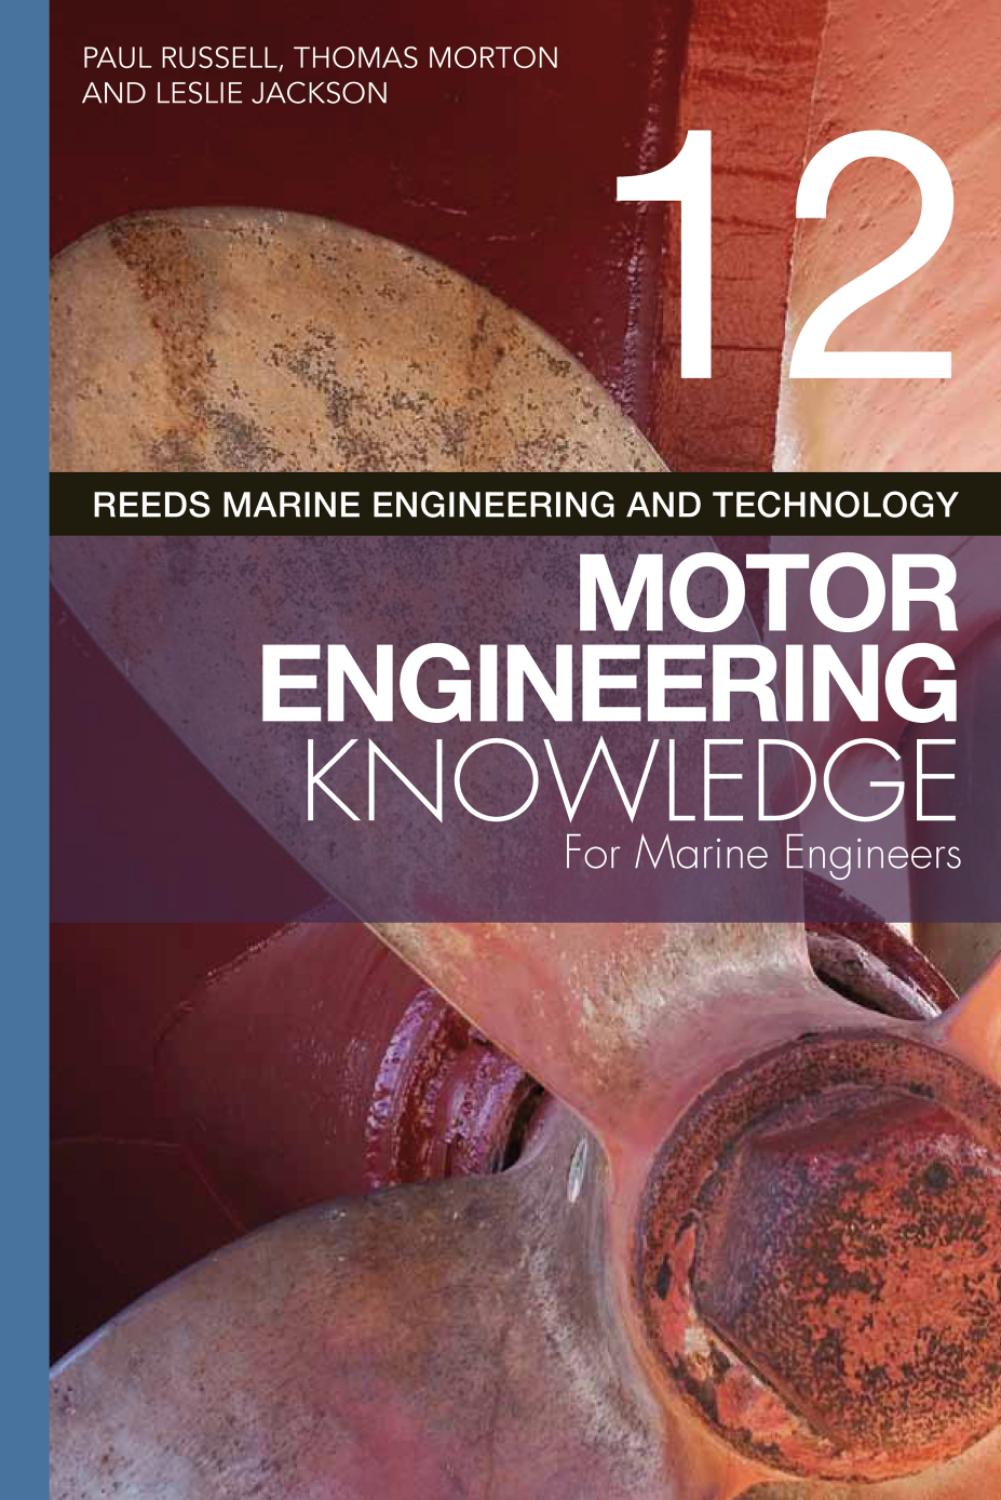 PAUL RUSSELL, THOMAS MORTON
AND LESLIE JACKSON
12
REEDS MARINE ENGINEERING AND TECHNOLOGY
MOTOR
ENGINEERING
KNOWLEDGE
For Marine Engineers